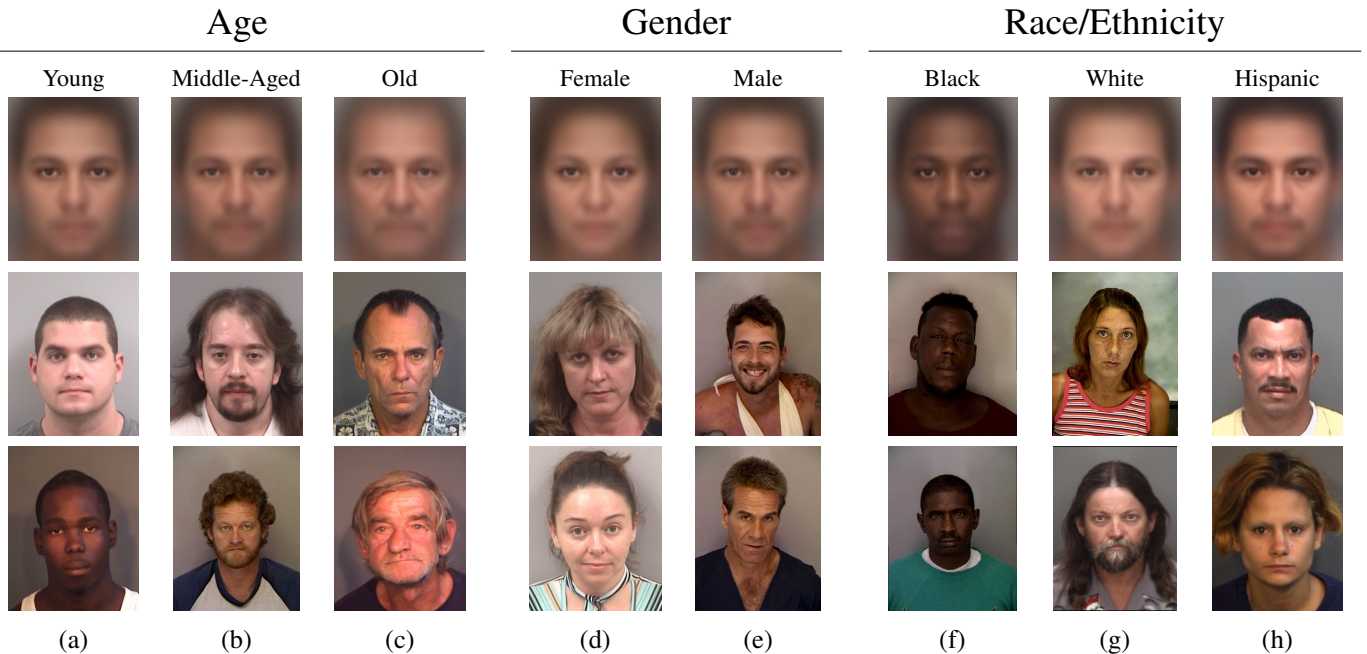 Age Gender Race/Ethnicity
Young Middle-Aged Old Female Male Black White Hispanic
(a) (b) (c) (d) (e) (f) (g) (h)